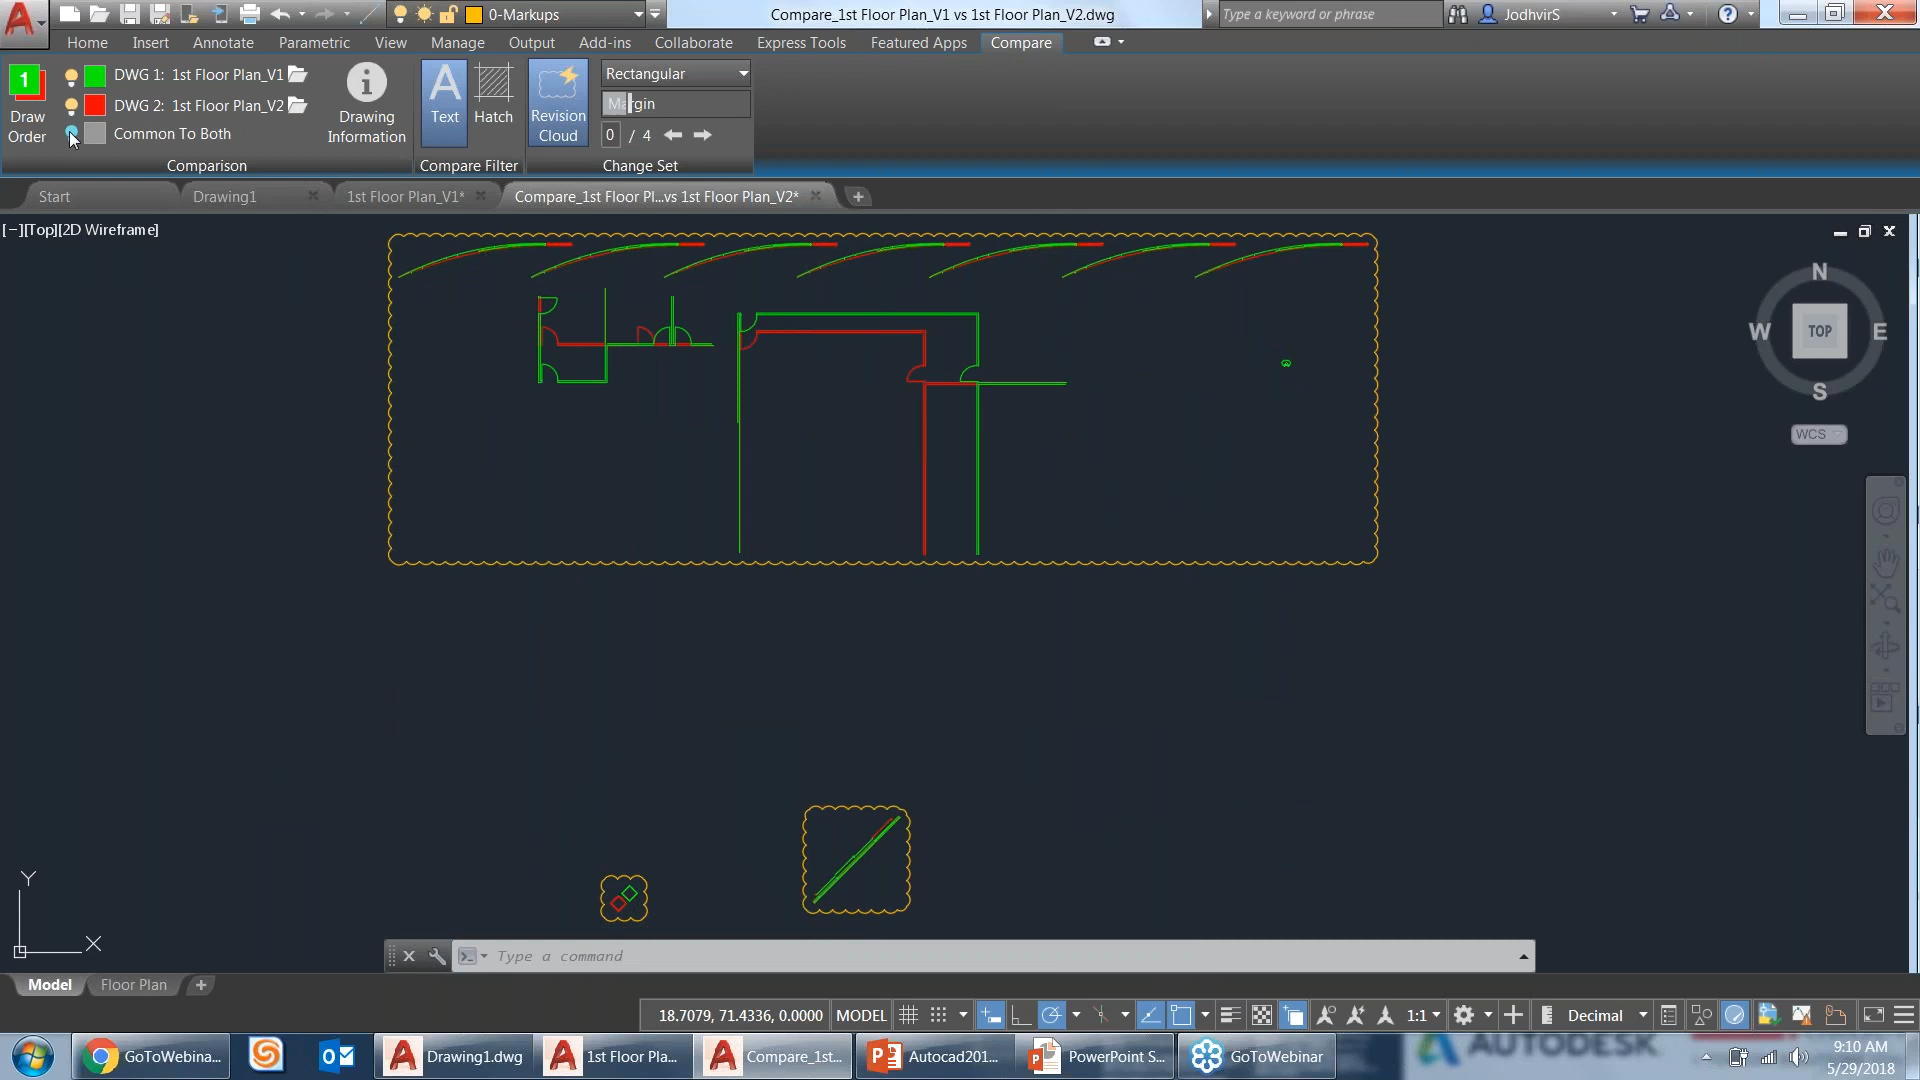 0-Markups
Compare_1st Floor Plan_V1 vs 1st Floor Plan_V2.dwg
Type a keyword or phrase
JodhvirS
Home Insert Annotate Parametric View Manage Output Add-ins Collaborate Express Tools Featured Apps Compare
1
Draw Order
DWG 1: 1st Floor Plan_V1
DWG 2: 1st Floor Plan_V2
Common To Both
Drawing Information
Comparison
A
Text
Hatch
Compare Filter
Revision Cloud
Rectangular
Margin
0 / 4
Change Set
Start
Drawing1
1st Floor Plan_V1*
Compare_1st Floor Pl...vs 1st Floor Plan_V2*
[−][Top][2D Wireframe]
N
W TOP E
S
WCS
Y
X
Type a command
Model
Floor Plan
18.7079, 71.4336, 0.0000
MODEL
1:1
Decimal
GoToWebina...
Drawing1.dwg
1st Floor Pla...
Compare_1st...
Autocad201...
PowerPoint S...
GoToWebinar
AUTODESK
9:10 AM
5/29/2018